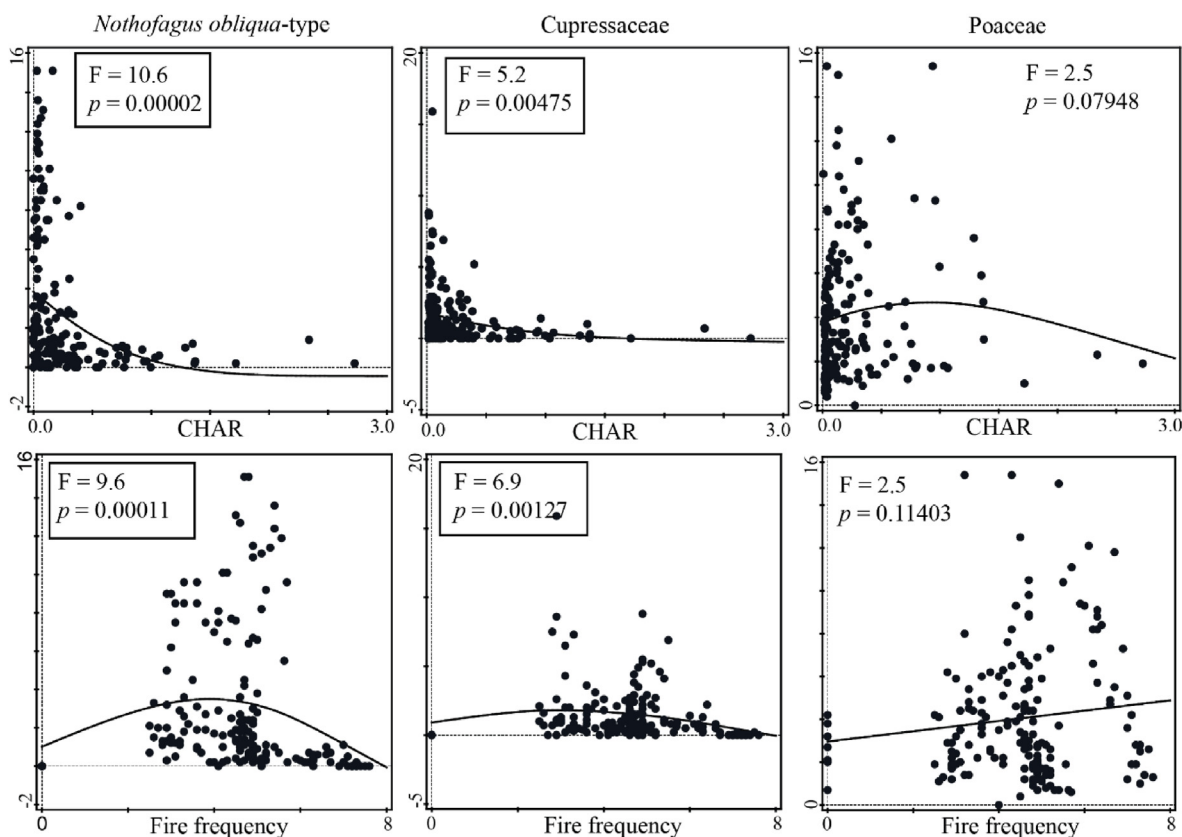 Nothofagus obliqua-type
Cupressaceae
Poaceae
16
F = 10.6
p = 0.00002
-2
0.0
CHAR
3.0
20
F = 5.2
p = 0.00475
-5
0.0
CHAR
3.0
16
F = 2.5
p = 0.07948
0
0.0
CHAR
3.0
16
F = 9.6
p = 0.00011
-2
0
Fire frequency
8
20
F = 6.9
p = 0.00127
-5
0
Fire frequency
8
16
F = 2.5
p = 0.11403
0
0
Fire frequency
8